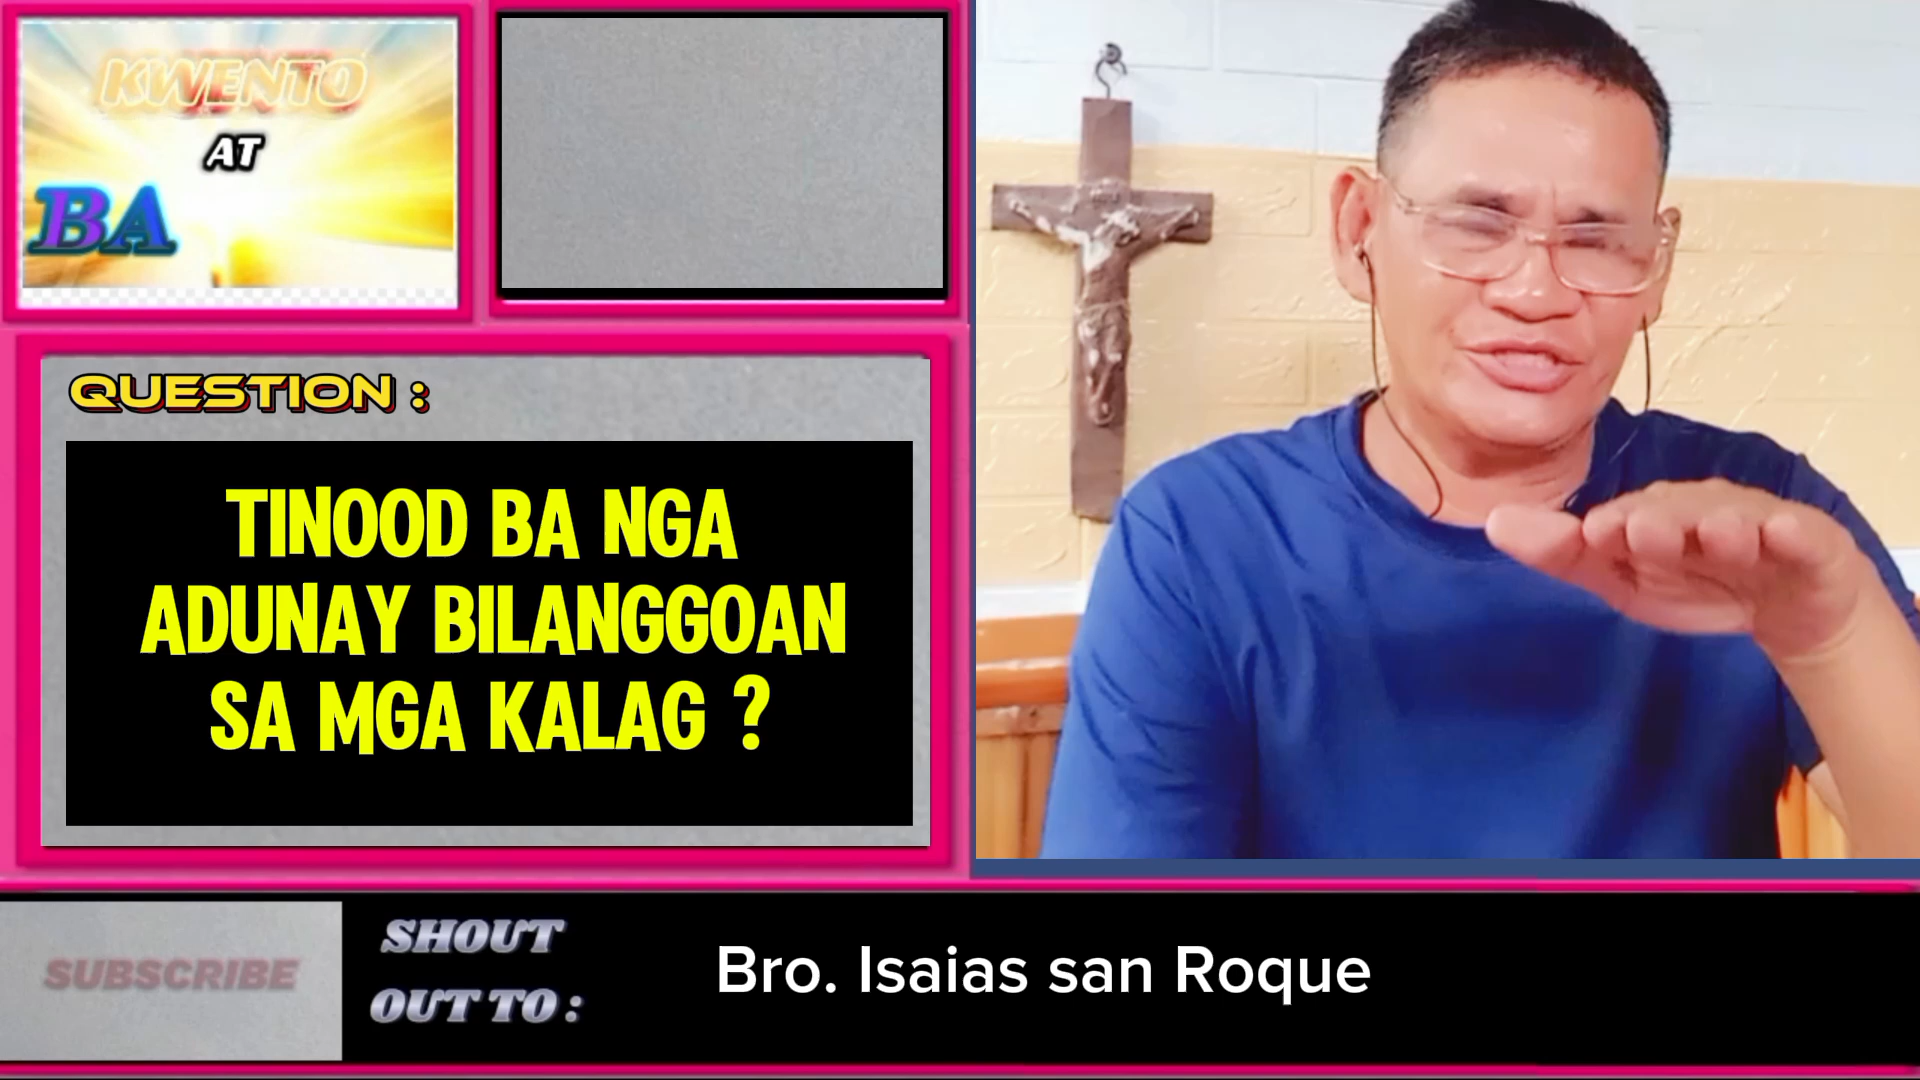 KWENTO
AT
BA
QUESTION :
TINOOD BA NGA
ADUNAY BILANGGOAN
SA MGA KALAG ?
SUBSCRIBE
SHOUT
OUT TO :
Bro. Isaias san Roque